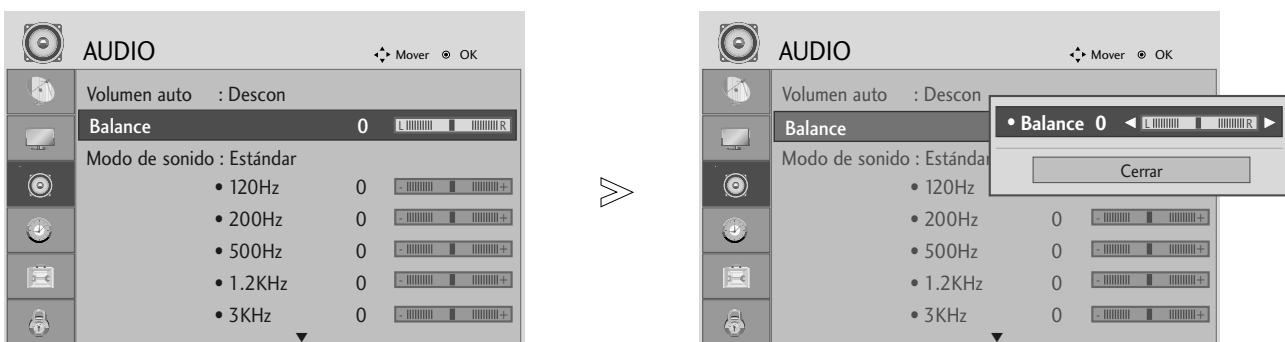 AUDIO
Mover OK
Volumen auto : Descon
Balance 0 L R
Modo de sonido : Estándar
• 120Hz 0 - +
• 200Hz 0 - +
• 500Hz 0 - +
• 1.2KHz 0 - +
• 3KHz 0 - +
AUDIO
Mover OK
Volumen auto : Descon
Balance
• Balance 0 L R
Modo de sonido : Estándar
Cerrar
• 120Hz
• 200Hz 0 - +
• 500Hz 0 - +
• 1.2KHz 0 - +
• 3KHz 0 - +